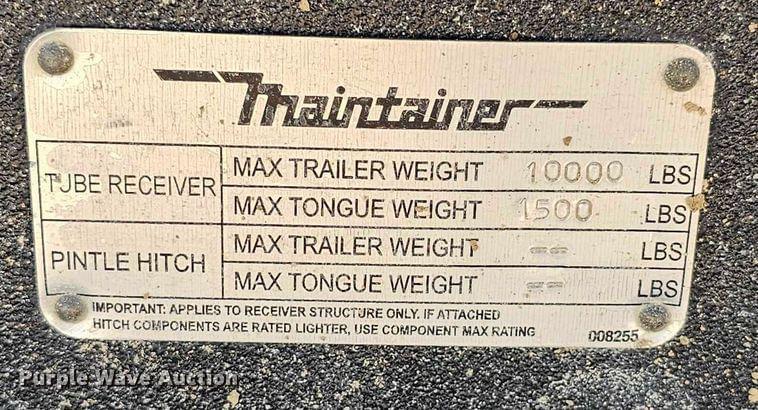 Maintainer
TUBE RECEIVER
MAX TRAILER WEIGHT 10000 LBS
MAX TONGUE WEIGHT 1500 LBS
PINTLE HITCH
MAX TRAILER WEIGHT -- LBS
MAX TONGUE WEIGHT -- LBS
IMPORTANT: APPLIES TO RECEIVER STRUCTURE ONLY. IF ATTACHED
HITCH COMPONENTS ARE RATED LIGHTER, USE COMPONENT MAX RATING 008255
Purple Wave Auction